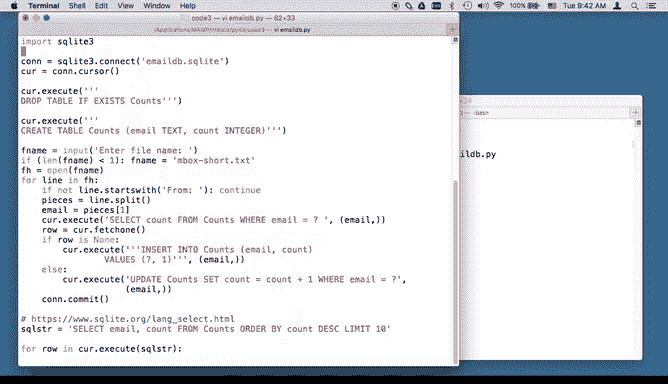 Terminal Shell Edit View Window Help 100% Tue 9:42 AM
code3 — vi emaildb.py — 82×33
/Applications/MAMP/htdocs/py4e/code3 — vi emaildb.py
import sqlite3
conn = sqlite3.connect('emaildb.sqlite')
cur = conn.cursor()
cur.execute('''
DROP TABLE IF EXISTS Counts''')
cur.execute('''
CREATE TABLE Counts (email TEXT, count INTEGER)''')
fname = input('Enter file name: ')
if (len(fname) < 1): fname = 'mbox-short.txt'
fh = open(fname)
for line in fh:
    if not line.startswith('From: '): continue
    pieces = line.split()
    email = pieces[1]
    cur.execute('SELECT count FROM Counts WHERE email = ? ', (email,))
    row = cur.fetchone()
    if row is None:
        cur.execute('''INSERT INTO Counts (email, count)
                VALUES (?, 1)''', (email,))
    else:
        cur.execute('UPDATE Counts SET count = count + 1 WHERE email = ?',
                    (email,))
    conn.commit()
# https://www.sqlite.org/lang_select.html
sqlstr = 'SELECT email, count FROM Counts ORDER BY count DESC LIMIT 10'
for row in cur.execute(sqlstr):
-bash
ildb.py